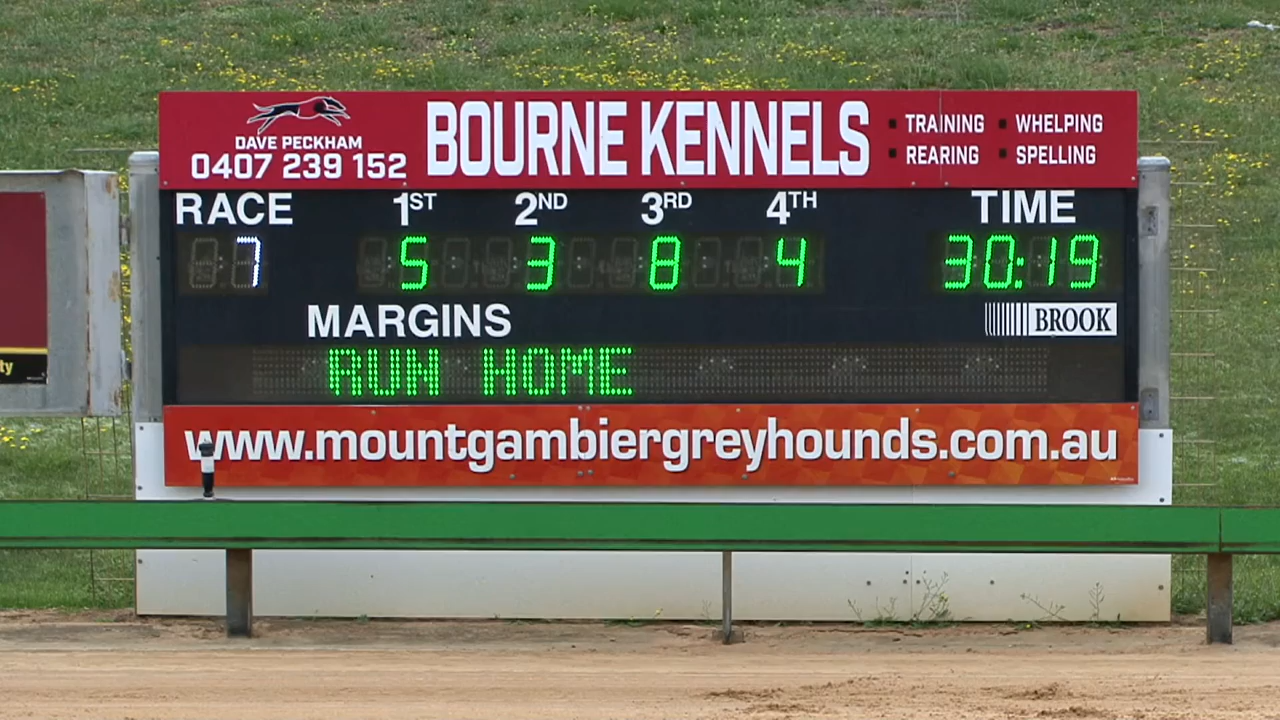 DAVE PECKHAM
0407 239 152
BOURNE KENNELS
TRAINING
WHELPING
REARING
SPELLING
RACE 1ST 2ND 3RD 4TH TIME
7 5 3 8 4 30:19
MARGINS
BROOK
RUN HOME
ty
www.mountgambiergreyhounds.com.au